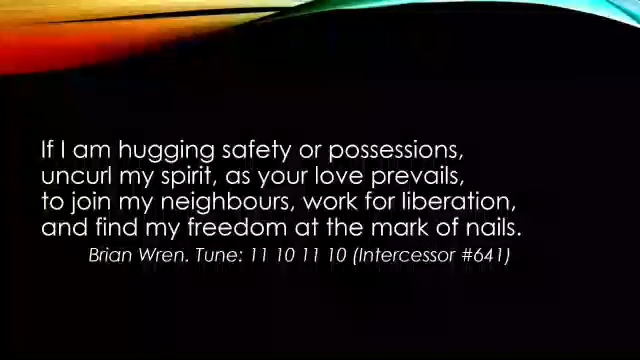 If I am hugging safety or possessions,
uncurl my spirit, as your love prevails,
to join my neighbours, work for liberation,
and find my freedom at the mark of nails.
Brian Wren. Tune: 11 10 11 10 (Intercessor #641)